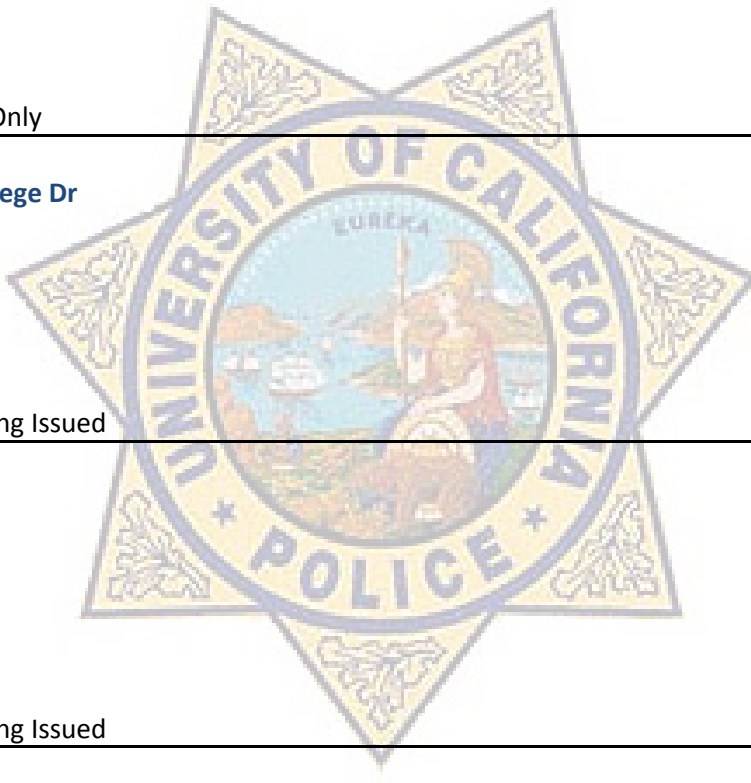 Only
ege Dr
UNIVERSITY OF CALIFORNIA
EUREKA
ng Issued
* POLICE *
ng Issued